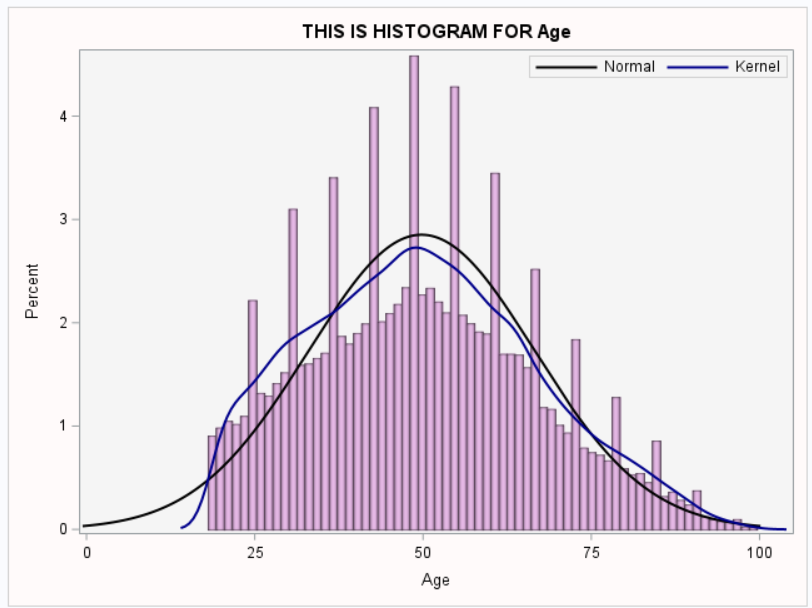 THIS IS HISTOGRAM FOR Age
Normal Kernel
4
3
2
1
0
Percent
0 25 50 75 100
Age